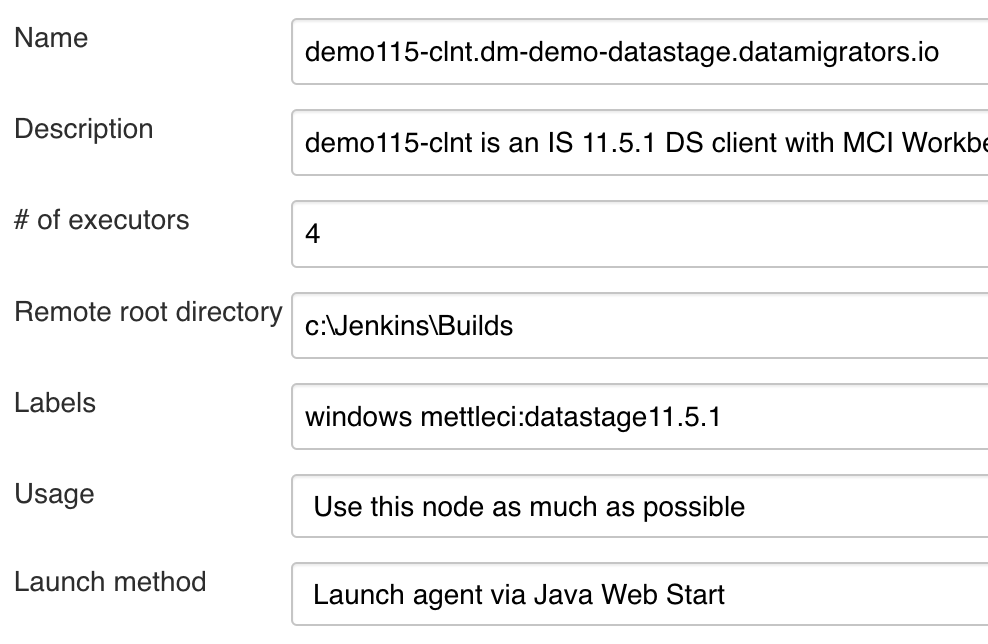 Name
demo115-clnt.dm-demo-datastage.datamigrators.io
Description
demo115-clnt is an IS 11.5.1 DS client with MCI
# of executors
4
Remote root directory
c:\Jenkins\Builds
Labels
windows mettleci:datastage11.5.1
Usage
Use this node as much as possible
Launch method
Launch agent via Java Web Start